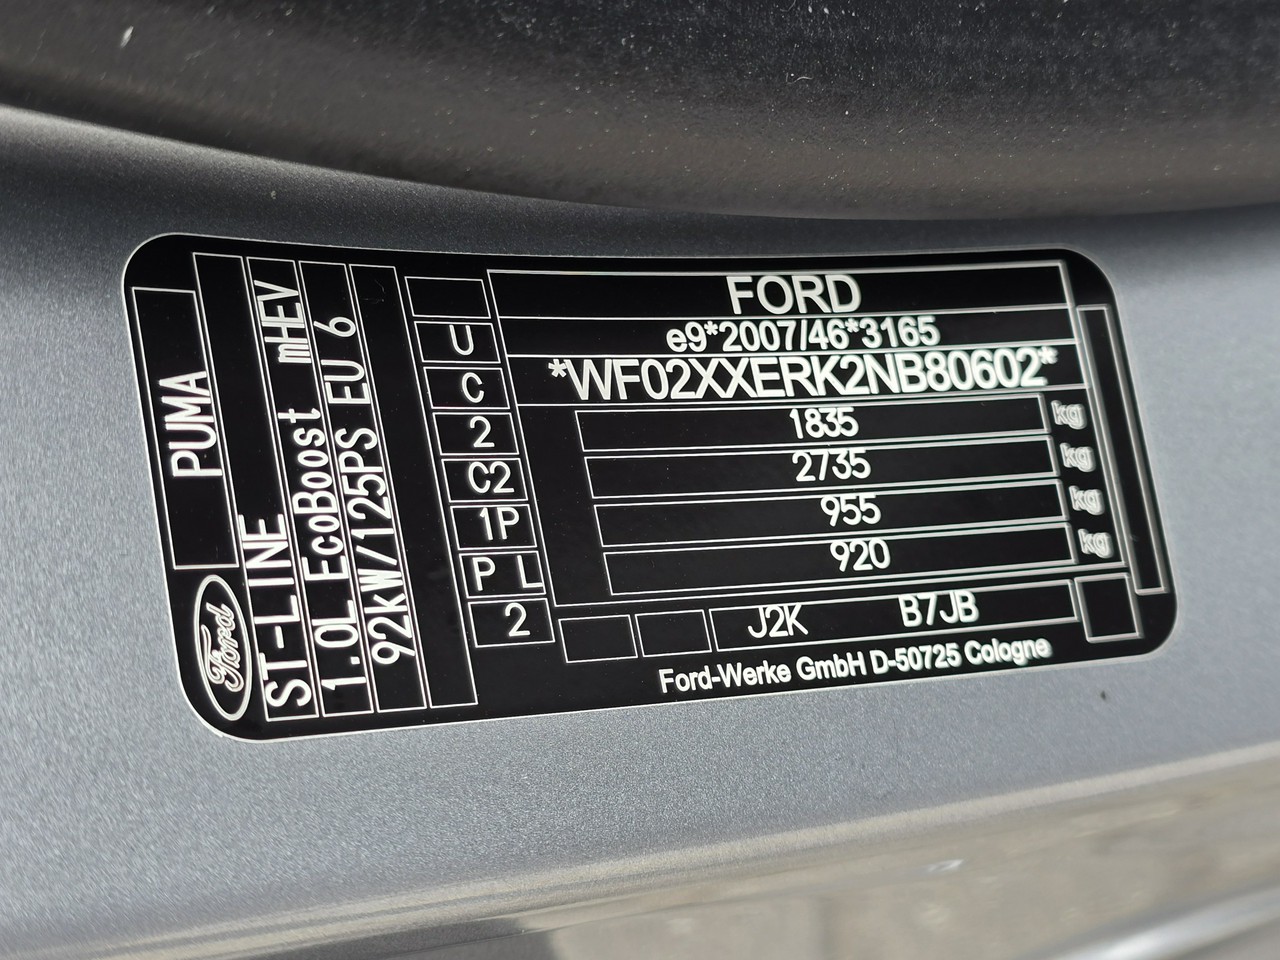 FORD
e9*2007/46*3165
*WF02XXERK2NB80602*
1835 kg
2735 kg
955 kg
920 kg
J2K B7JB
Ford-Werke GmbH D-50725 Cologne
U
C
2
C2
1P
P L
2
Ford
PUMA
ST-LINE
1.0L EcoBoost mHEV
92kW/125PS EU 6